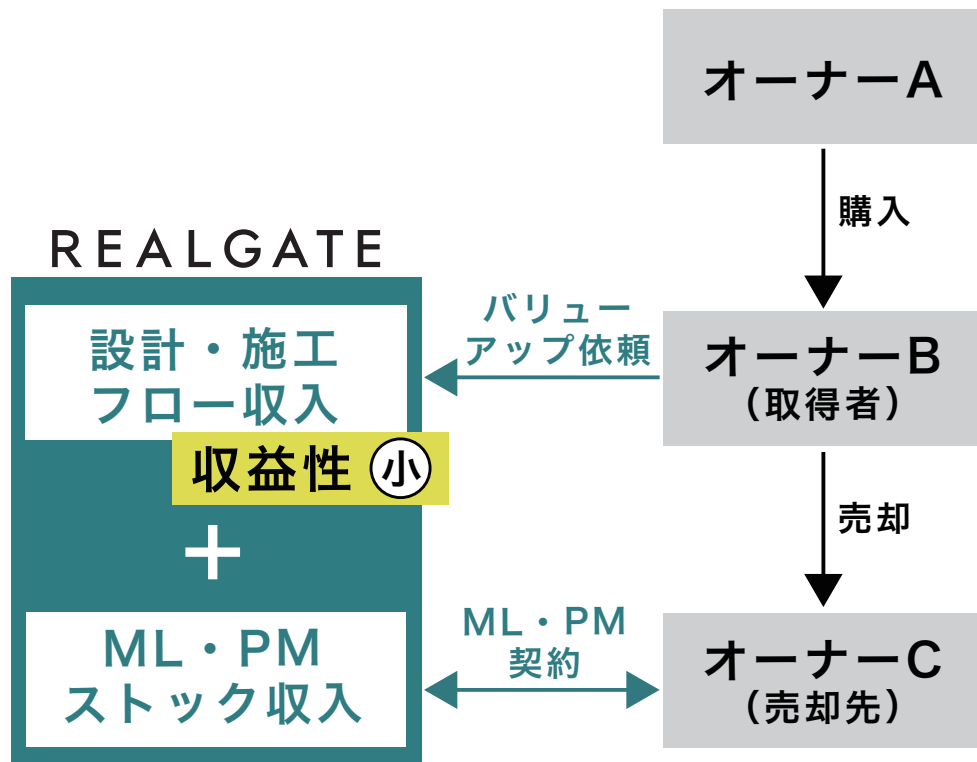 オーナーA
購入
REALGATE
設計・施工
フロー収入
収益性 小
+
ML・PM
ストック収入
バリュー
アップ依頼
オーナーB
（取得者）
売却
ML・PM
契約
オーナーC
（売却先）